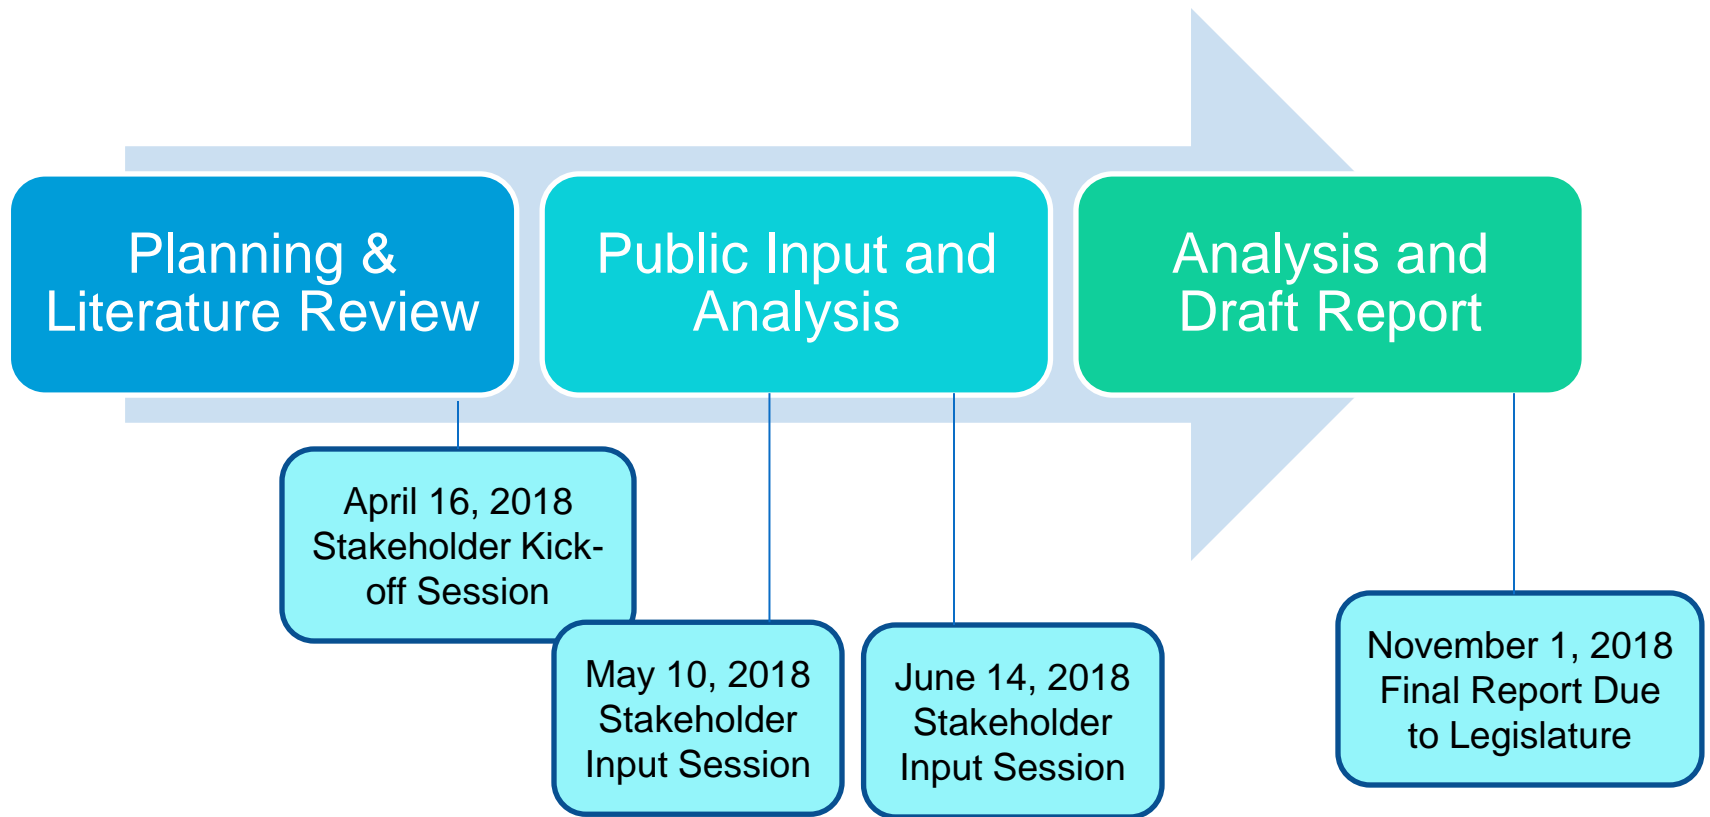 Planning &
Literature Review
Public Input and
Analysis
Analysis and
Draft Report
April 16, 2018
Stakeholder Kick-
off Session
May 10, 2018
Stakeholder
Input Session
June 14, 2018
Stakeholder
Input Session
November 1, 2018
Final Report Due
to Legislature